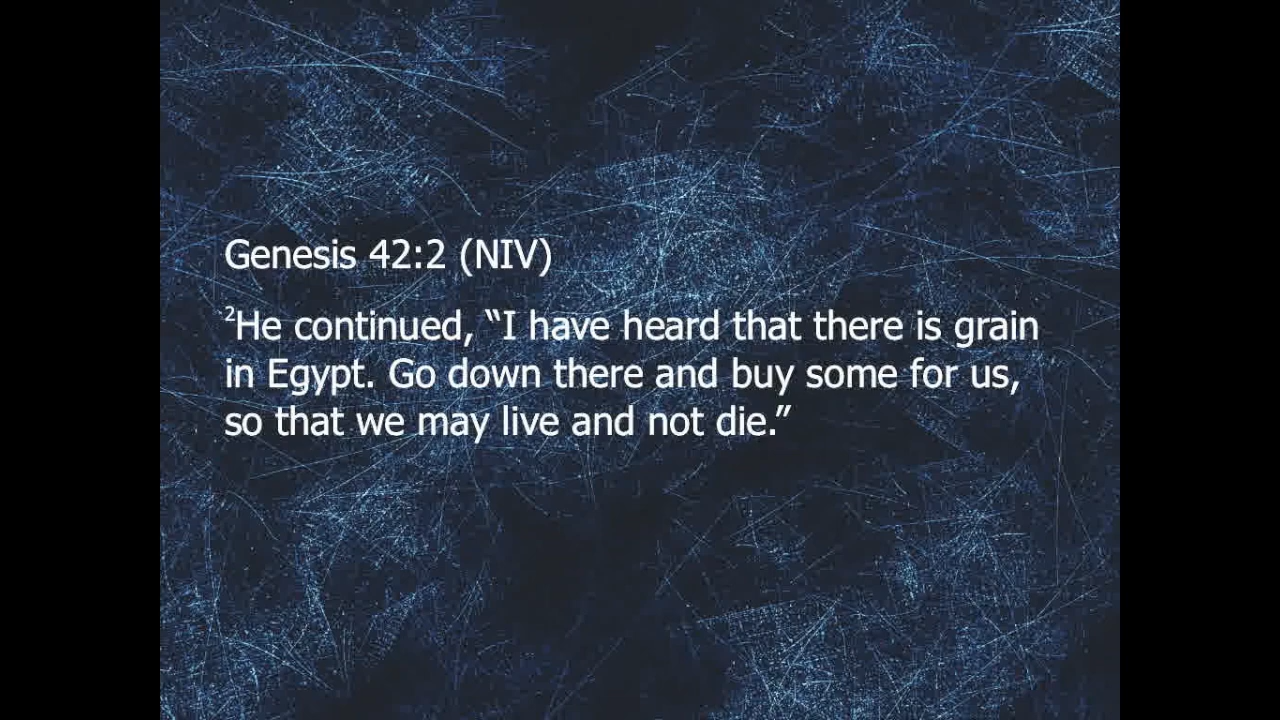 Genesis 42:2 (NIV)
²He continued, “I have heard that there is grain
in Egypt. Go down there and buy some for us,
so that we may live and not die.”